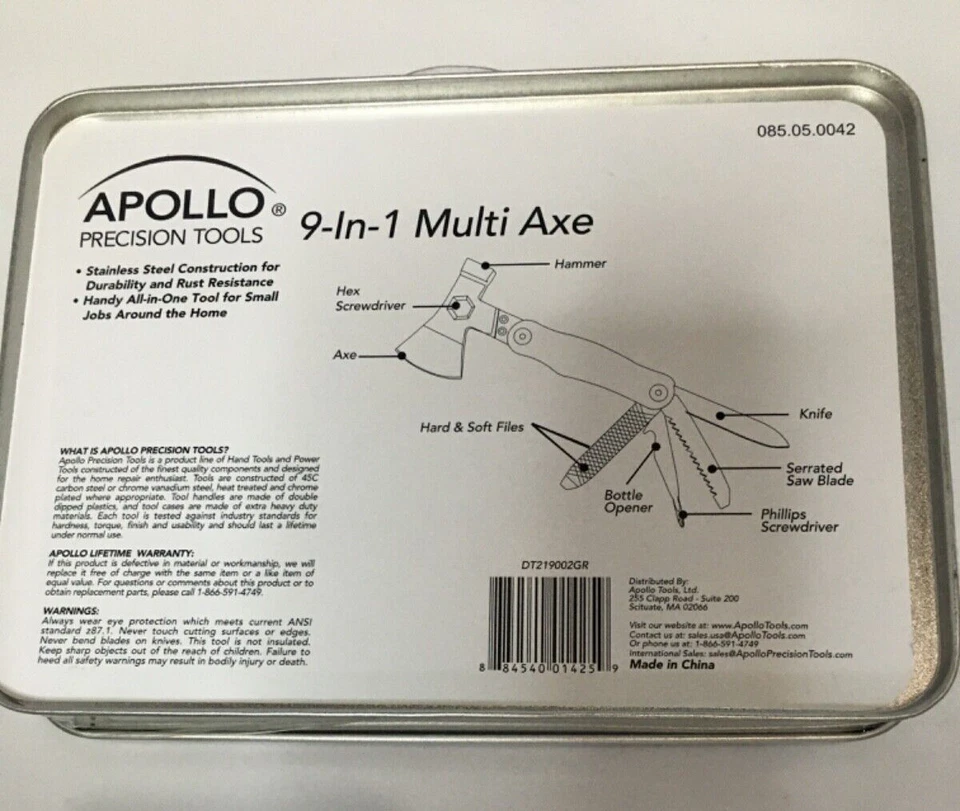 085.05.0042
APOLLO®
PRECISION TOOLS
9-In-1 Multi Axe
• Stainless Steel Construction for
Durability and Rust Resistance
• Handy All-in-One Tool for Small
Jobs Around the Home
Hammer
Hex
Screwdriver
Axe
Hard & Soft Files
Knife
Serrated
Saw Blade
Bottle
Opener
Phillips
Screwdriver
WHAT IS APOLLO PRECISION TOOLS?
Apollo Precision Tools is a product line of Hand Tools and Power
Tools constructed of the finest quality components and designed
for the home repair enthusiast. Tools are constructed of 45C
carbon steel or chrome vanadium steel, heat treated and chrome
plated where appropriate. Tool handles are made of double
dipped plastics, and tool cases are made of extra heavy duty
materials. Each tool is tested against industry standards for
hardness, torque, finish and usability and should last a lifetime
under normal use.
APOLLO LIFETIME WARRANTY:
If this product is defective in material or workmanship, we will
replace it free of charge with the same item or a like item of
equal value. For questions or comments about this product or to
obtain replacement parts, please call 1-866-591-4749.
WARNINGS:
Always wear eye protection which meets current ANSI
standard z87.1. Never touch cutting surfaces or edges.
Never bend blades on knives. This tool is not insulated.
Keep sharp objects out of the reach of children. Failure to
heed all safety warnings may result in bodily injury or death.
DT219002GR
8 84540 01425 9
Distributed By:
Apollo Tools, Ltd.
255 Clapp Road - Suite 200
Scituate, MA 02066
Visit our website at: www.ApolloTools.com
Contact us at: sales.usa@ApolloTools.com
Or phone us at: 1-866-591-4749
International Sales: sales@ApolloPrecisionTools.com
Made in China